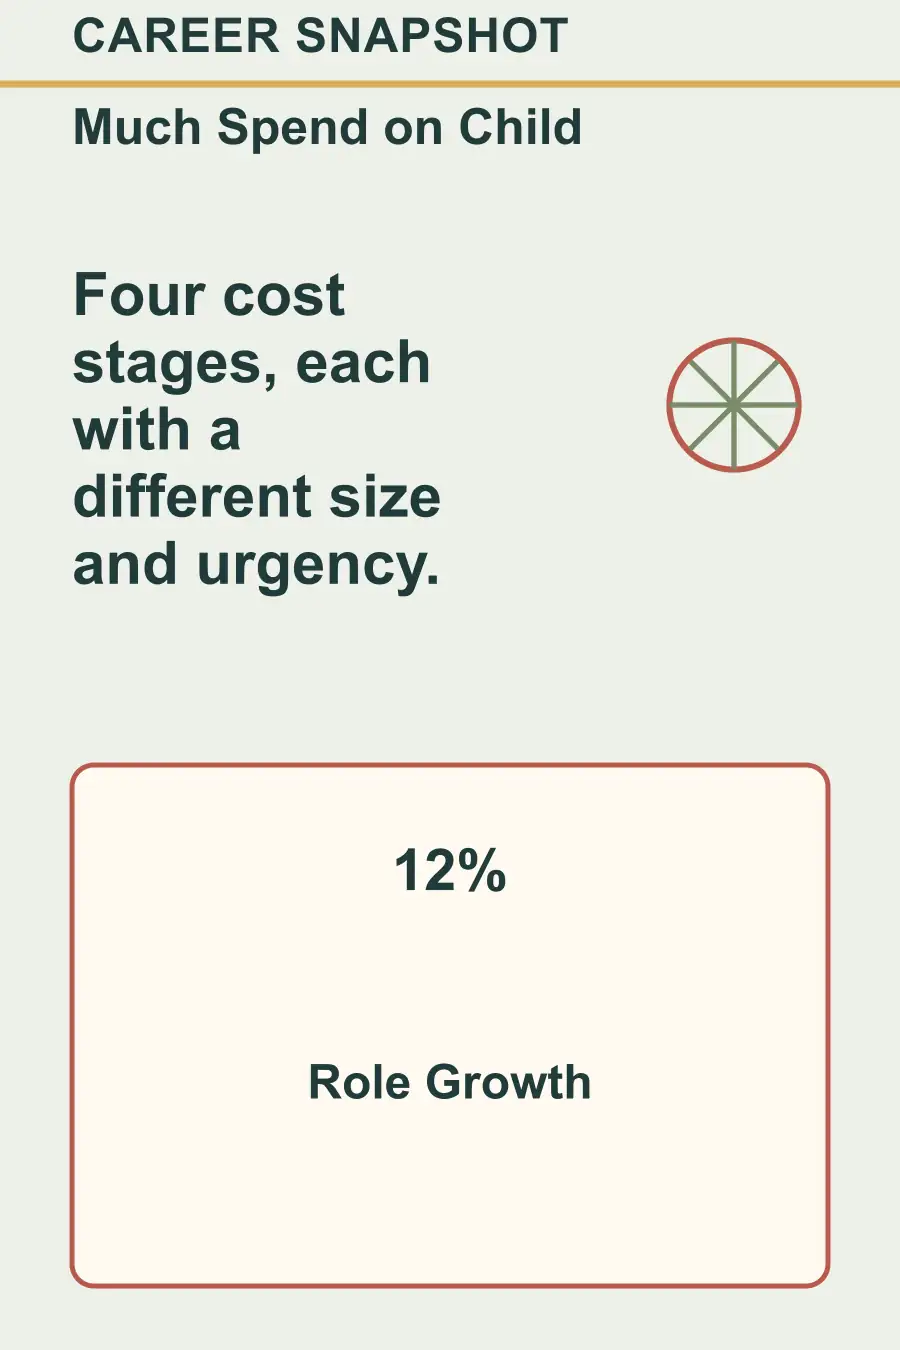 CAREER SNAPSHOT
Much Spend on Child
Four cost
stages, each
with a
different size
and urgency.
12%
Role Growth